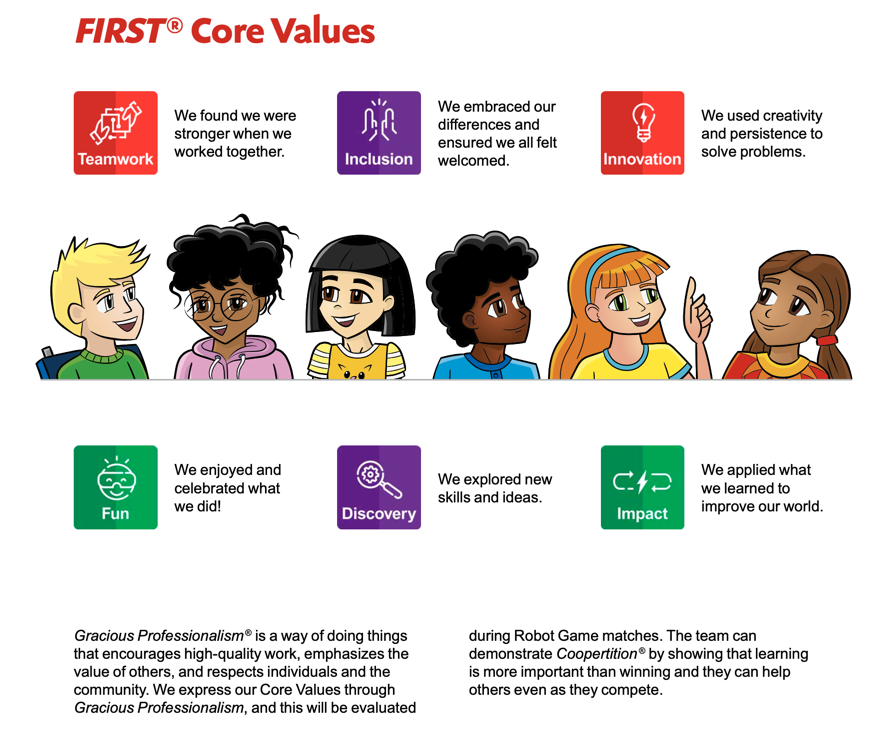 FIRST® Core Values
Teamwork
We found we were
stronger when we
worked together.
Inclusion
We embraced our
differences and
ensured we all felt
welcomed.
Innovation
We used creativity
and persistence to
solve problems.
Fun
We enjoyed and
celebrated what
we did!
Discovery
We explored new
skills and ideas.
Impact
We applied what
we learned to
improve our world.
Gracious Professionalism® is a way of doing things
that encourages high-quality work, emphasizes the
value of others, and respects individuals and the
community. We express our Core Values through
Gracious Professionalism, and this will be evaluated
during Robot Game matches. The team can
demonstrate Coopertition® by showing that learning
is more important than winning and they can help
others even as they compete.